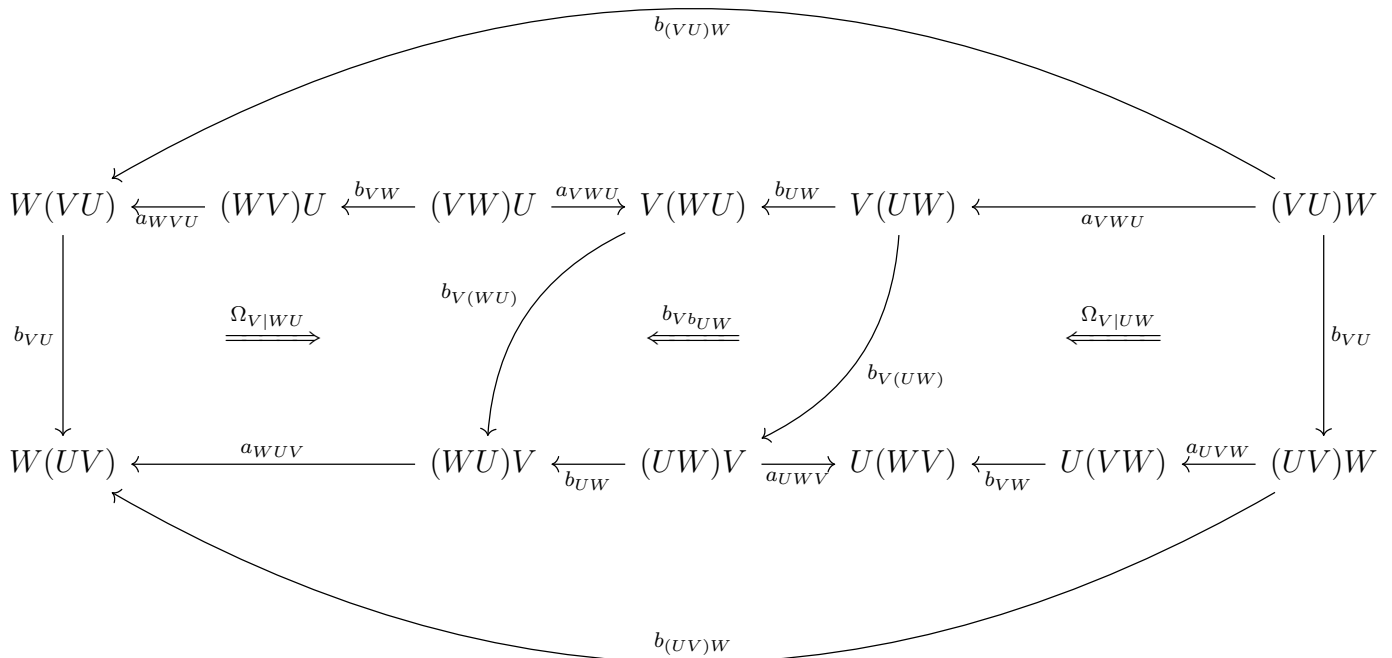 b_{(VU)W}
W(VU) (WV)U b_{VW} (VW)U a_{VWU} V(WU) b_{UW} V(UW) (VU)W
a_{WVU} a_{VWU}
b_{V(WU)}
Ω_{V|WU} b_{Vb_{UW}} Ω_{V|UW}
b_{VU} b_{VU}
b_{V(UW)}
a_{WUV} a_{UVW}
W(UV) (WU)V (UW)V U(WV) U(VW) (UV)W
b_{UW} a_{UWV} b_{VW}
b_{(UV)W}